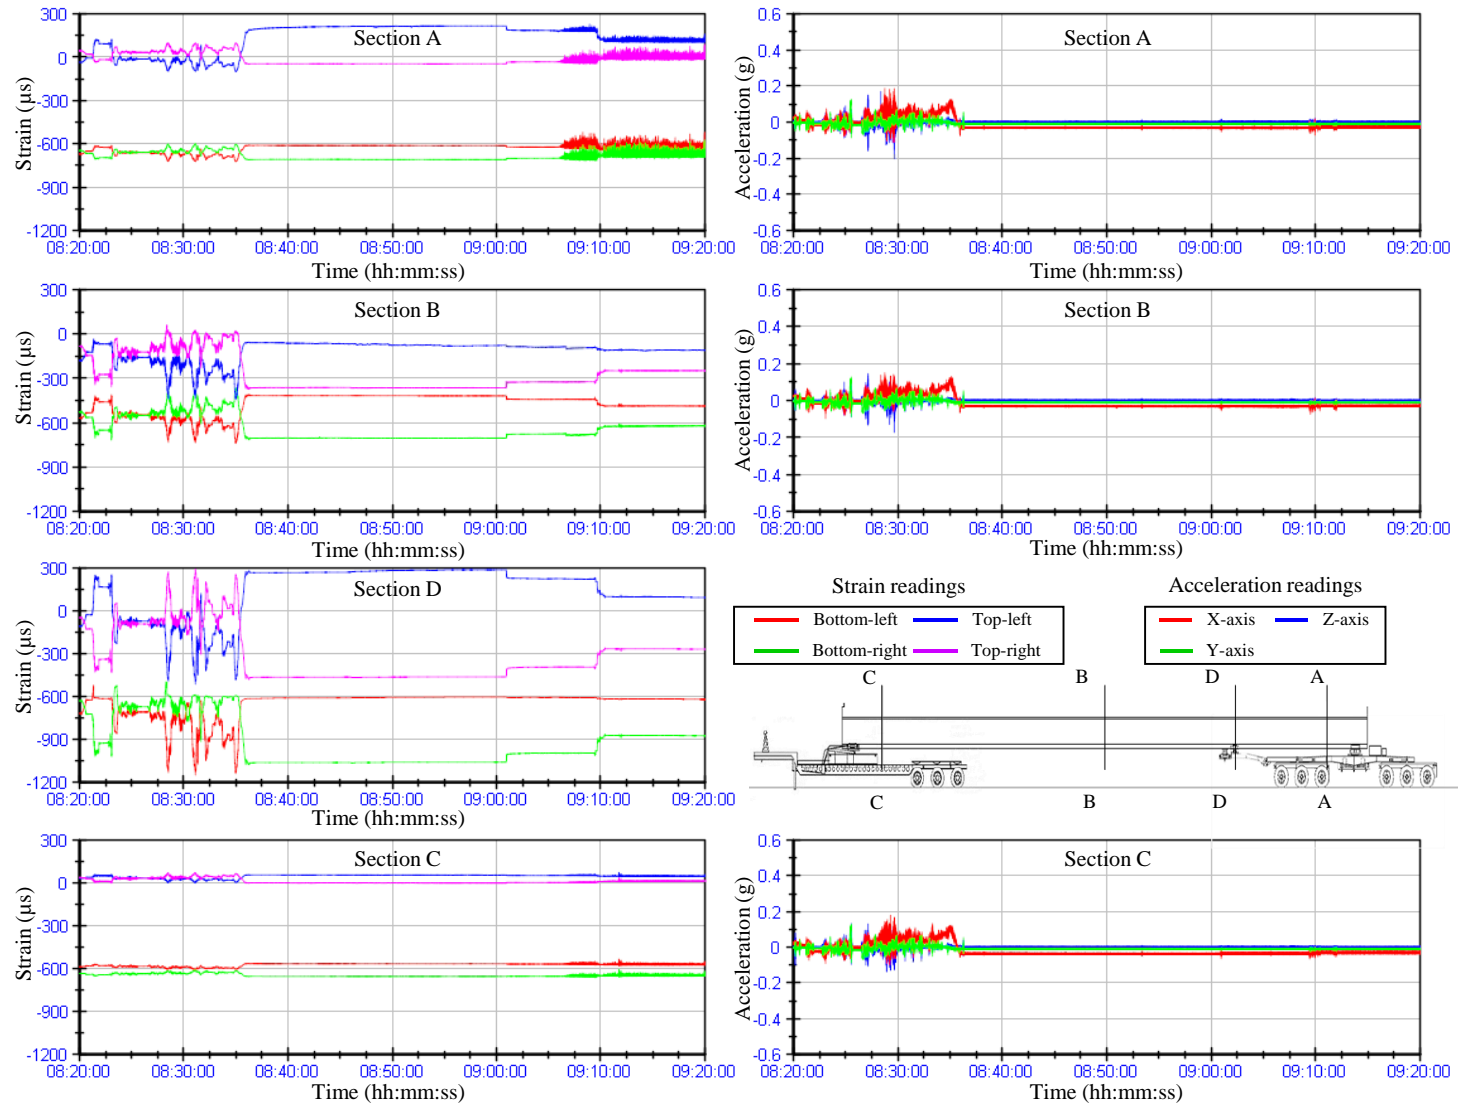 Section A
Strain (µs)
300
0
-300
-600
-900
-1200
08:20:00 08:30:00 08:40:00 08:50:00 09:00:00 09:10:00 09:20:00
Time (hh:mm:ss)
Section A
Acceleration (g)
0.6
0.4
0.2
0
-0.2
-0.4
-0.6
08:20:00 08:30:00 08:40:00 08:50:00 09:00:00 09:10:00 09:20:00
Time (hh:mm:ss)
Section B
Strain (µs)
300
0
-300
-600
-900
-1200
08:20:00 08:30:00 08:40:00 08:50:00 09:00:00 09:10:00 09:20:00
Time (hh:mm:ss)
Section B
Acceleration (g)
0.6
0.4
0.2
0
-0.2
-0.4
-0.6
08:20:00 08:30:00 08:40:00 08:50:00 09:00:00 09:10:00 09:20:00
Time (hh:mm:ss)
Section D
Strain (µs)
300
0
-300
-600
-900
-1200
08:20:00 08:30:00 08:40:00 08:50:00 09:00:00 09:10:00 09:20:00
Time (hh:mm:ss)
Strain readings
Bottom-left Top-left
Bottom-right Top-right
Acceleration readings
X-axis Z-axis
Y-axis
C B D A
C B D A
Section C
Strain (µs)
300
0
-300
-600
-900
-1200
08:20:00 08:30:00 08:40:00 08:50:00 09:00:00 09:10:00 09:20:00
Time (hh:mm:ss)
Section C
Acceleration (g)
0.6
0.4
0.2
0
-0.2
-0.4
-0.6
08:20:00 08:30:00 08:40:00 08:50:00 09:00:00 09:10:00 09:20:00
Time (hh:mm:ss)